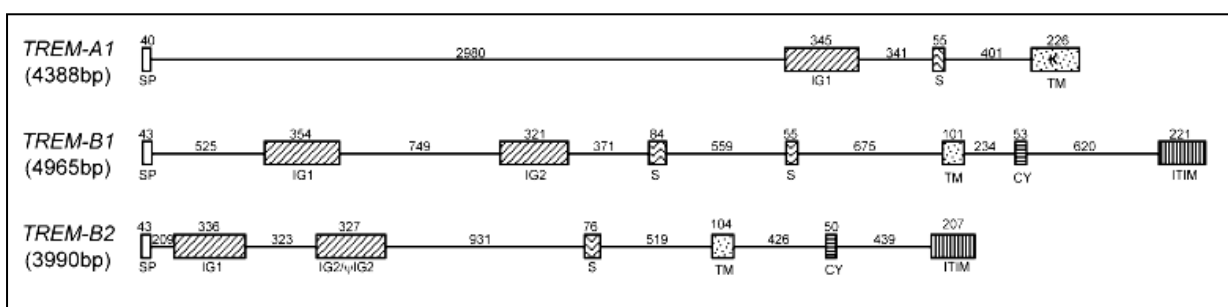 40 345 55 226
TREM-A1 2980 341 401 K
(4388bp) SP IG1 S TM
43 354 321 84 55 101 53 221
TREM-B1 525 749 371 559 675 234 620
(4965bp) SP IG1 IG2 S S TM CY ITIM
43 336 327 76 104 50 207
TREM-B2 209 323 931 519 426 439
(3990bp) SP IG1 IG2/ψIG2 S TM CY ITIM